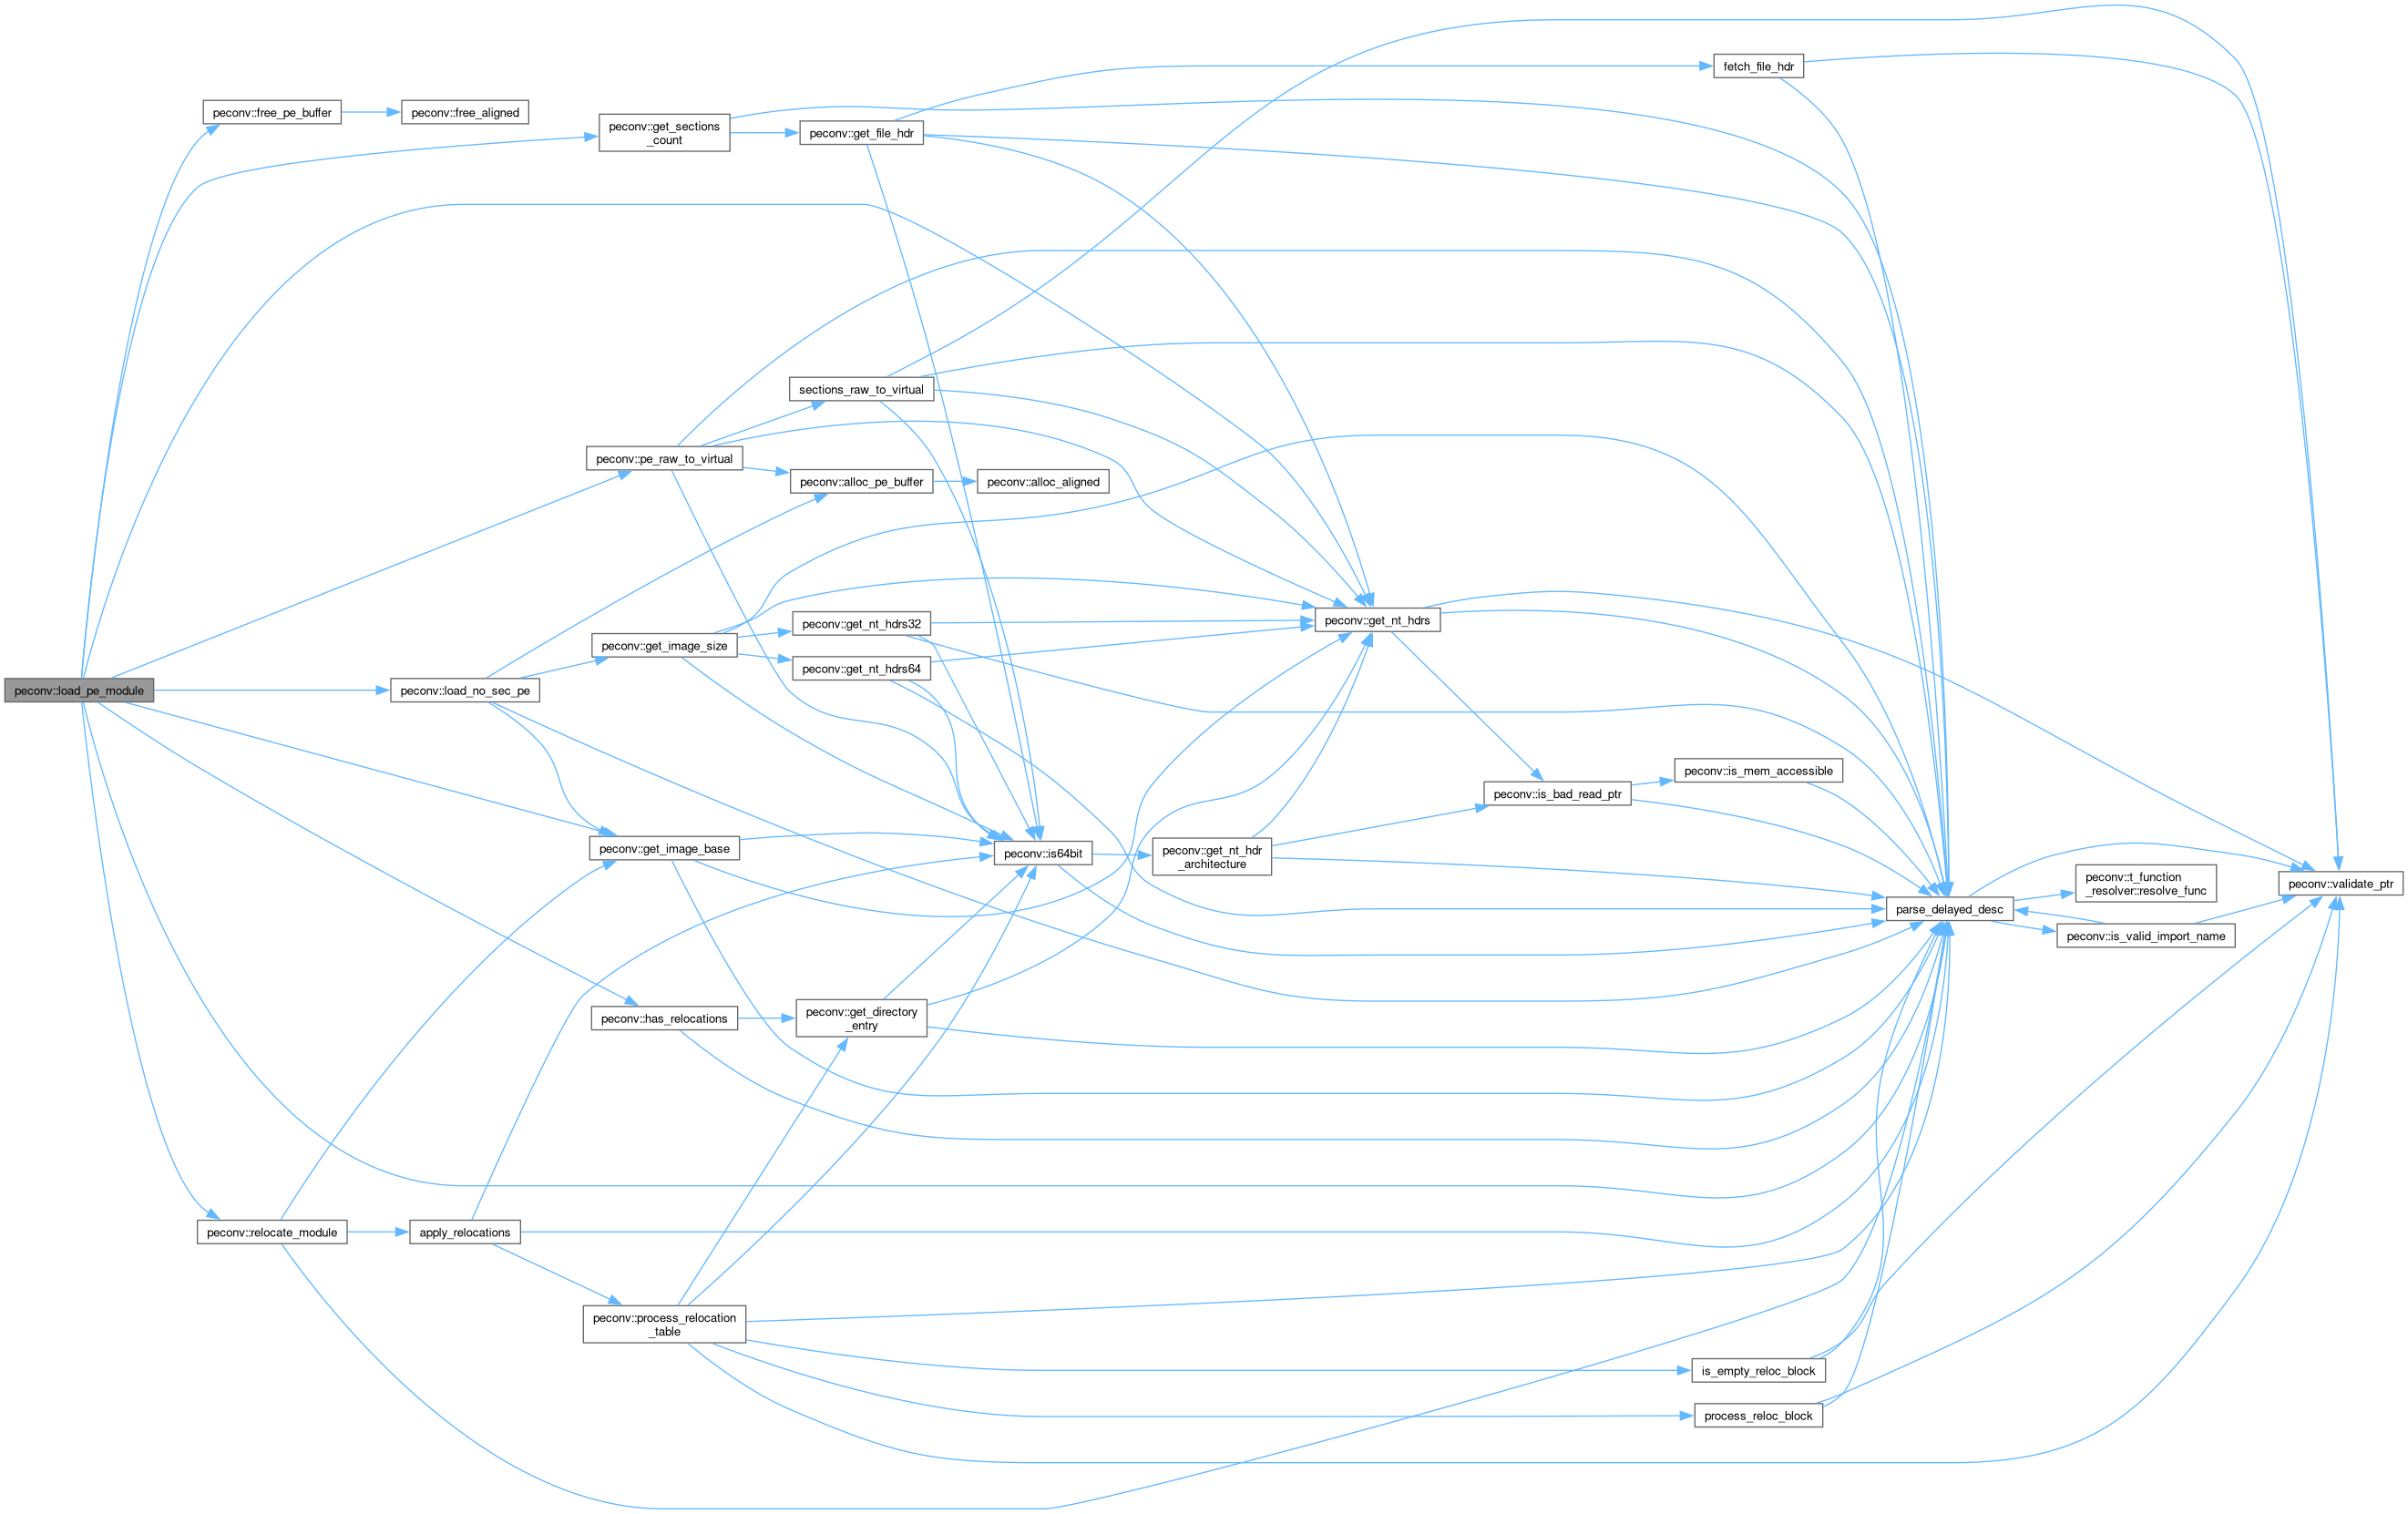 peconv::load_pe_module
peconv::free_pe_buffer
peconv::free_aligned
peconv::get_sections
_count
peconv::get_file_hdr
fetch_file_hdr
sections_raw_to_virtual
peconv::pe_raw_to_virtual
peconv::alloc_pe_buffer
peconv::alloc_aligned
peconv::load_no_sec_pe
peconv::get_image_size
peconv::get_nt_hdrs32
peconv::get_nt_hdrs64
peconv::get_nt_hdrs
peconv::get_image_base
peconv::is64bit
peconv::get_nt_hdr
_architecture
peconv::is_bad_read_ptr
peconv::is_mem_accessible
parse_delayed_desc
peconv::t_function
_resolver::resolve_func
peconv::is_valid_import_name
peconv::validate_ptr
peconv::has_relocations
peconv::get_directory
_entry
peconv::relocate_module
apply_relocations
peconv::process_relocation
_table
is_empty_reloc_block
process_reloc_block